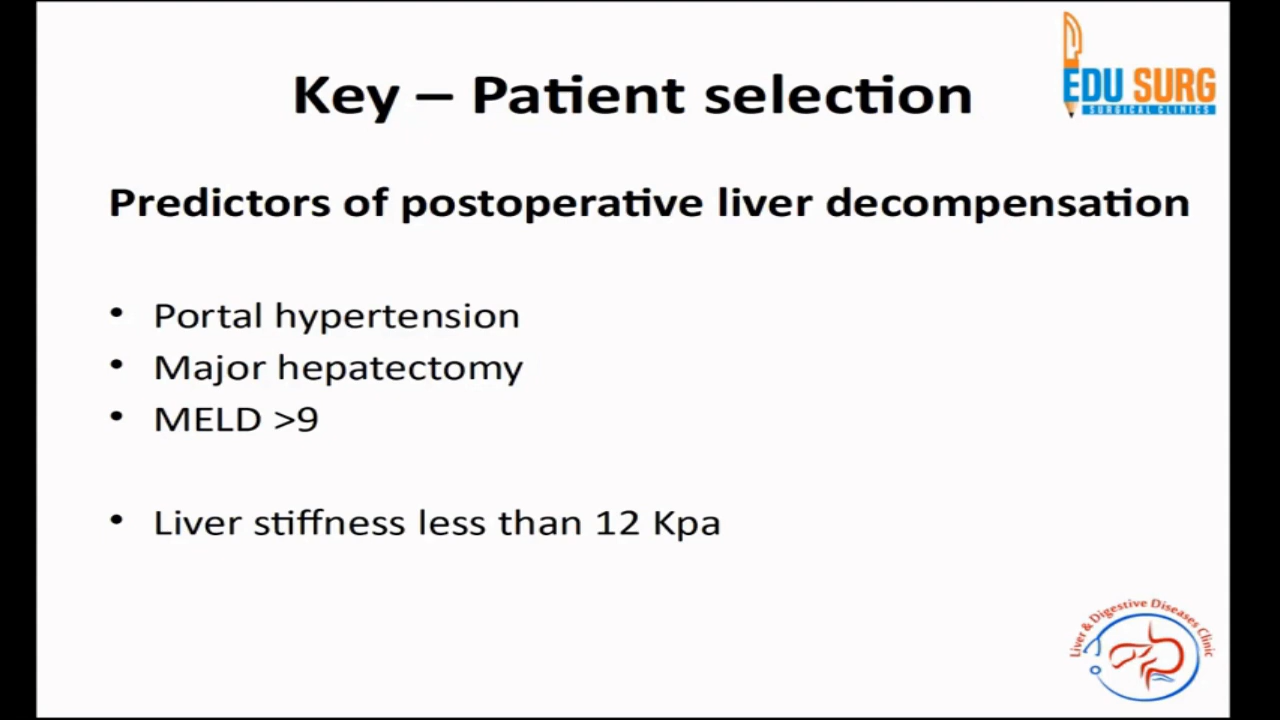 EDU SURG
SURGICAL CLINICS
Key – Patient selection
Predictors of postoperative liver decompensation
• Portal hypertension
• Major hepatectomy
• MELD >9
• Liver stiffness less than 12 Kpa
Liver & Digestive Diseases Clinic